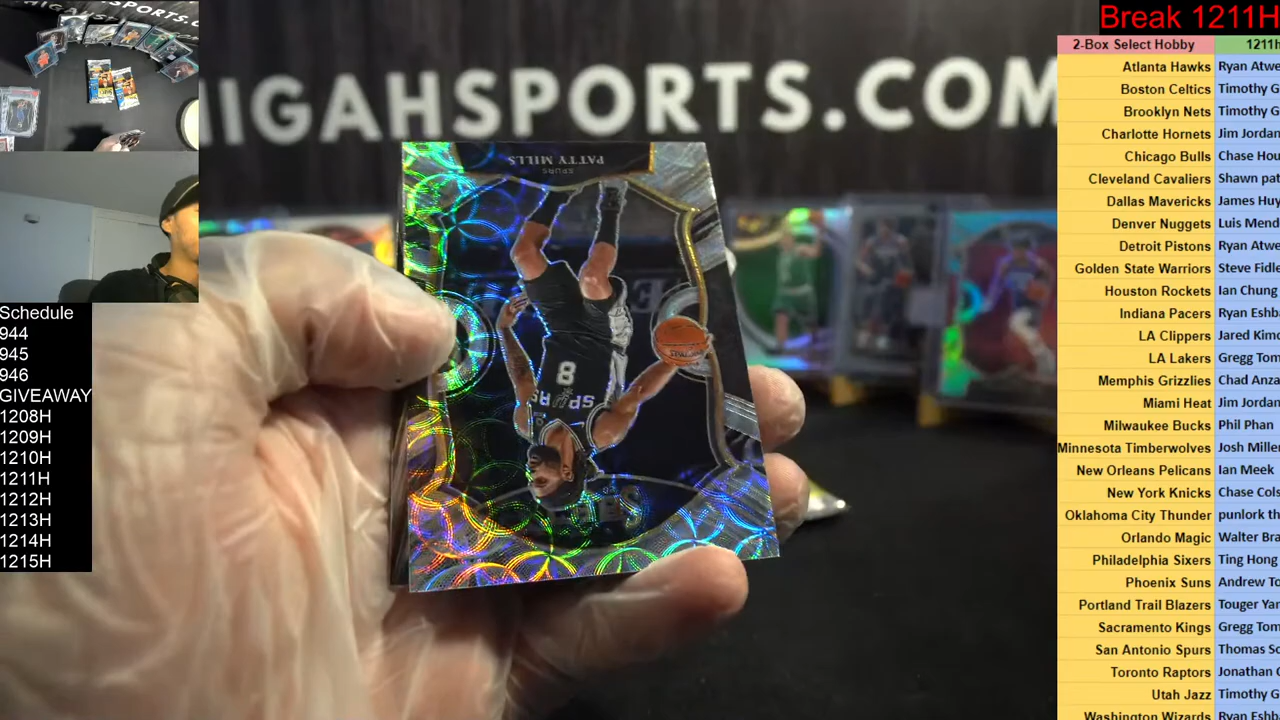 HIGAHSPORTS.COM
SPORTS.C
Break 1211H
2-Box Select Hobby 1211h
Atlanta Hawks Ryan Atwe
Boston Celtics Timothy G
Brooklyn Nets Timothy G
Charlotte Hornets Jim Jordan
Chicago Bulls Chase Hou
Cleveland Cavaliers Shawn pat
Dallas Mavericks James Huy
Denver Nuggets Luis Mend
Detroit Pistons Ryan Atwe
Golden State Warriors Steve Fidle
Houston Rockets Ian Chung
Indiana Pacers Ryan Eshba
LA Clippers Jared Kimo
LA Lakers Gregg Tom
Memphis Grizzlies Chad Anza
Miami Heat Jim Jordan
Milwaukee Bucks Phil Phan
Minnesota Timberwolves Josh Miller
New Orleans Pelicans Ian Meek
New York Knicks Chase Cols
Oklahoma City Thunder punlork th
Orlando Magic Walter Bra
Philadelphia Sixers Ting Hong
Phoenix Suns Andrew To
Portland Trail Blazers Touger Yan
Sacramento Kings Gregg Tom
San Antonio Spurs Thomas Sc
Toronto Raptors Jonathan C
Utah Jazz Timothy G
Washington Wizards Ryan Eshb
SPURS
PATTY MILLS
SPURS
8
SPALDING
Schedule
944
945
946
GIVEAWAY
1208H
1209H
1210H
1211H
1212H
1213H
1214H
1215H